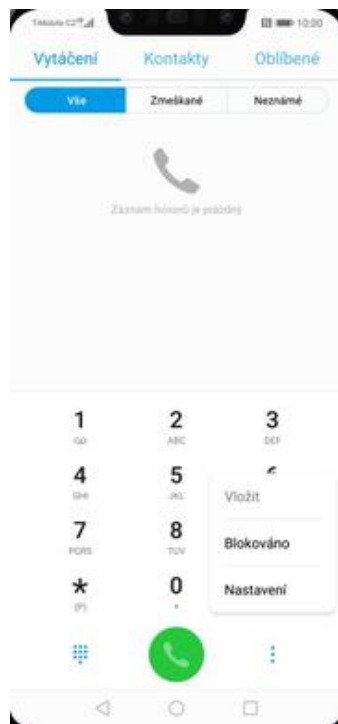 T-Mobile CZ 10:00
Vytáčení Kontakty Oblíbené
Vše Zmeškané Neznámé
Záznam hovorů je prázdný
1 2 3
ABC DEF
4 5 6
GHI JKL
Vložit
7 8
PQRS TUV
Blokováno
* 0
(P) +
Nastavení